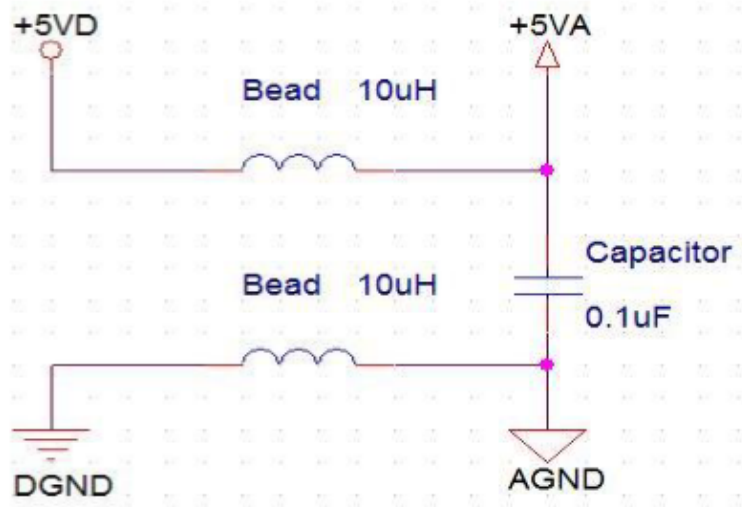 +5VD
+5VA
Bead 10uH
Capacitor
Bead 10uH
0.1uF
DGND
AGND